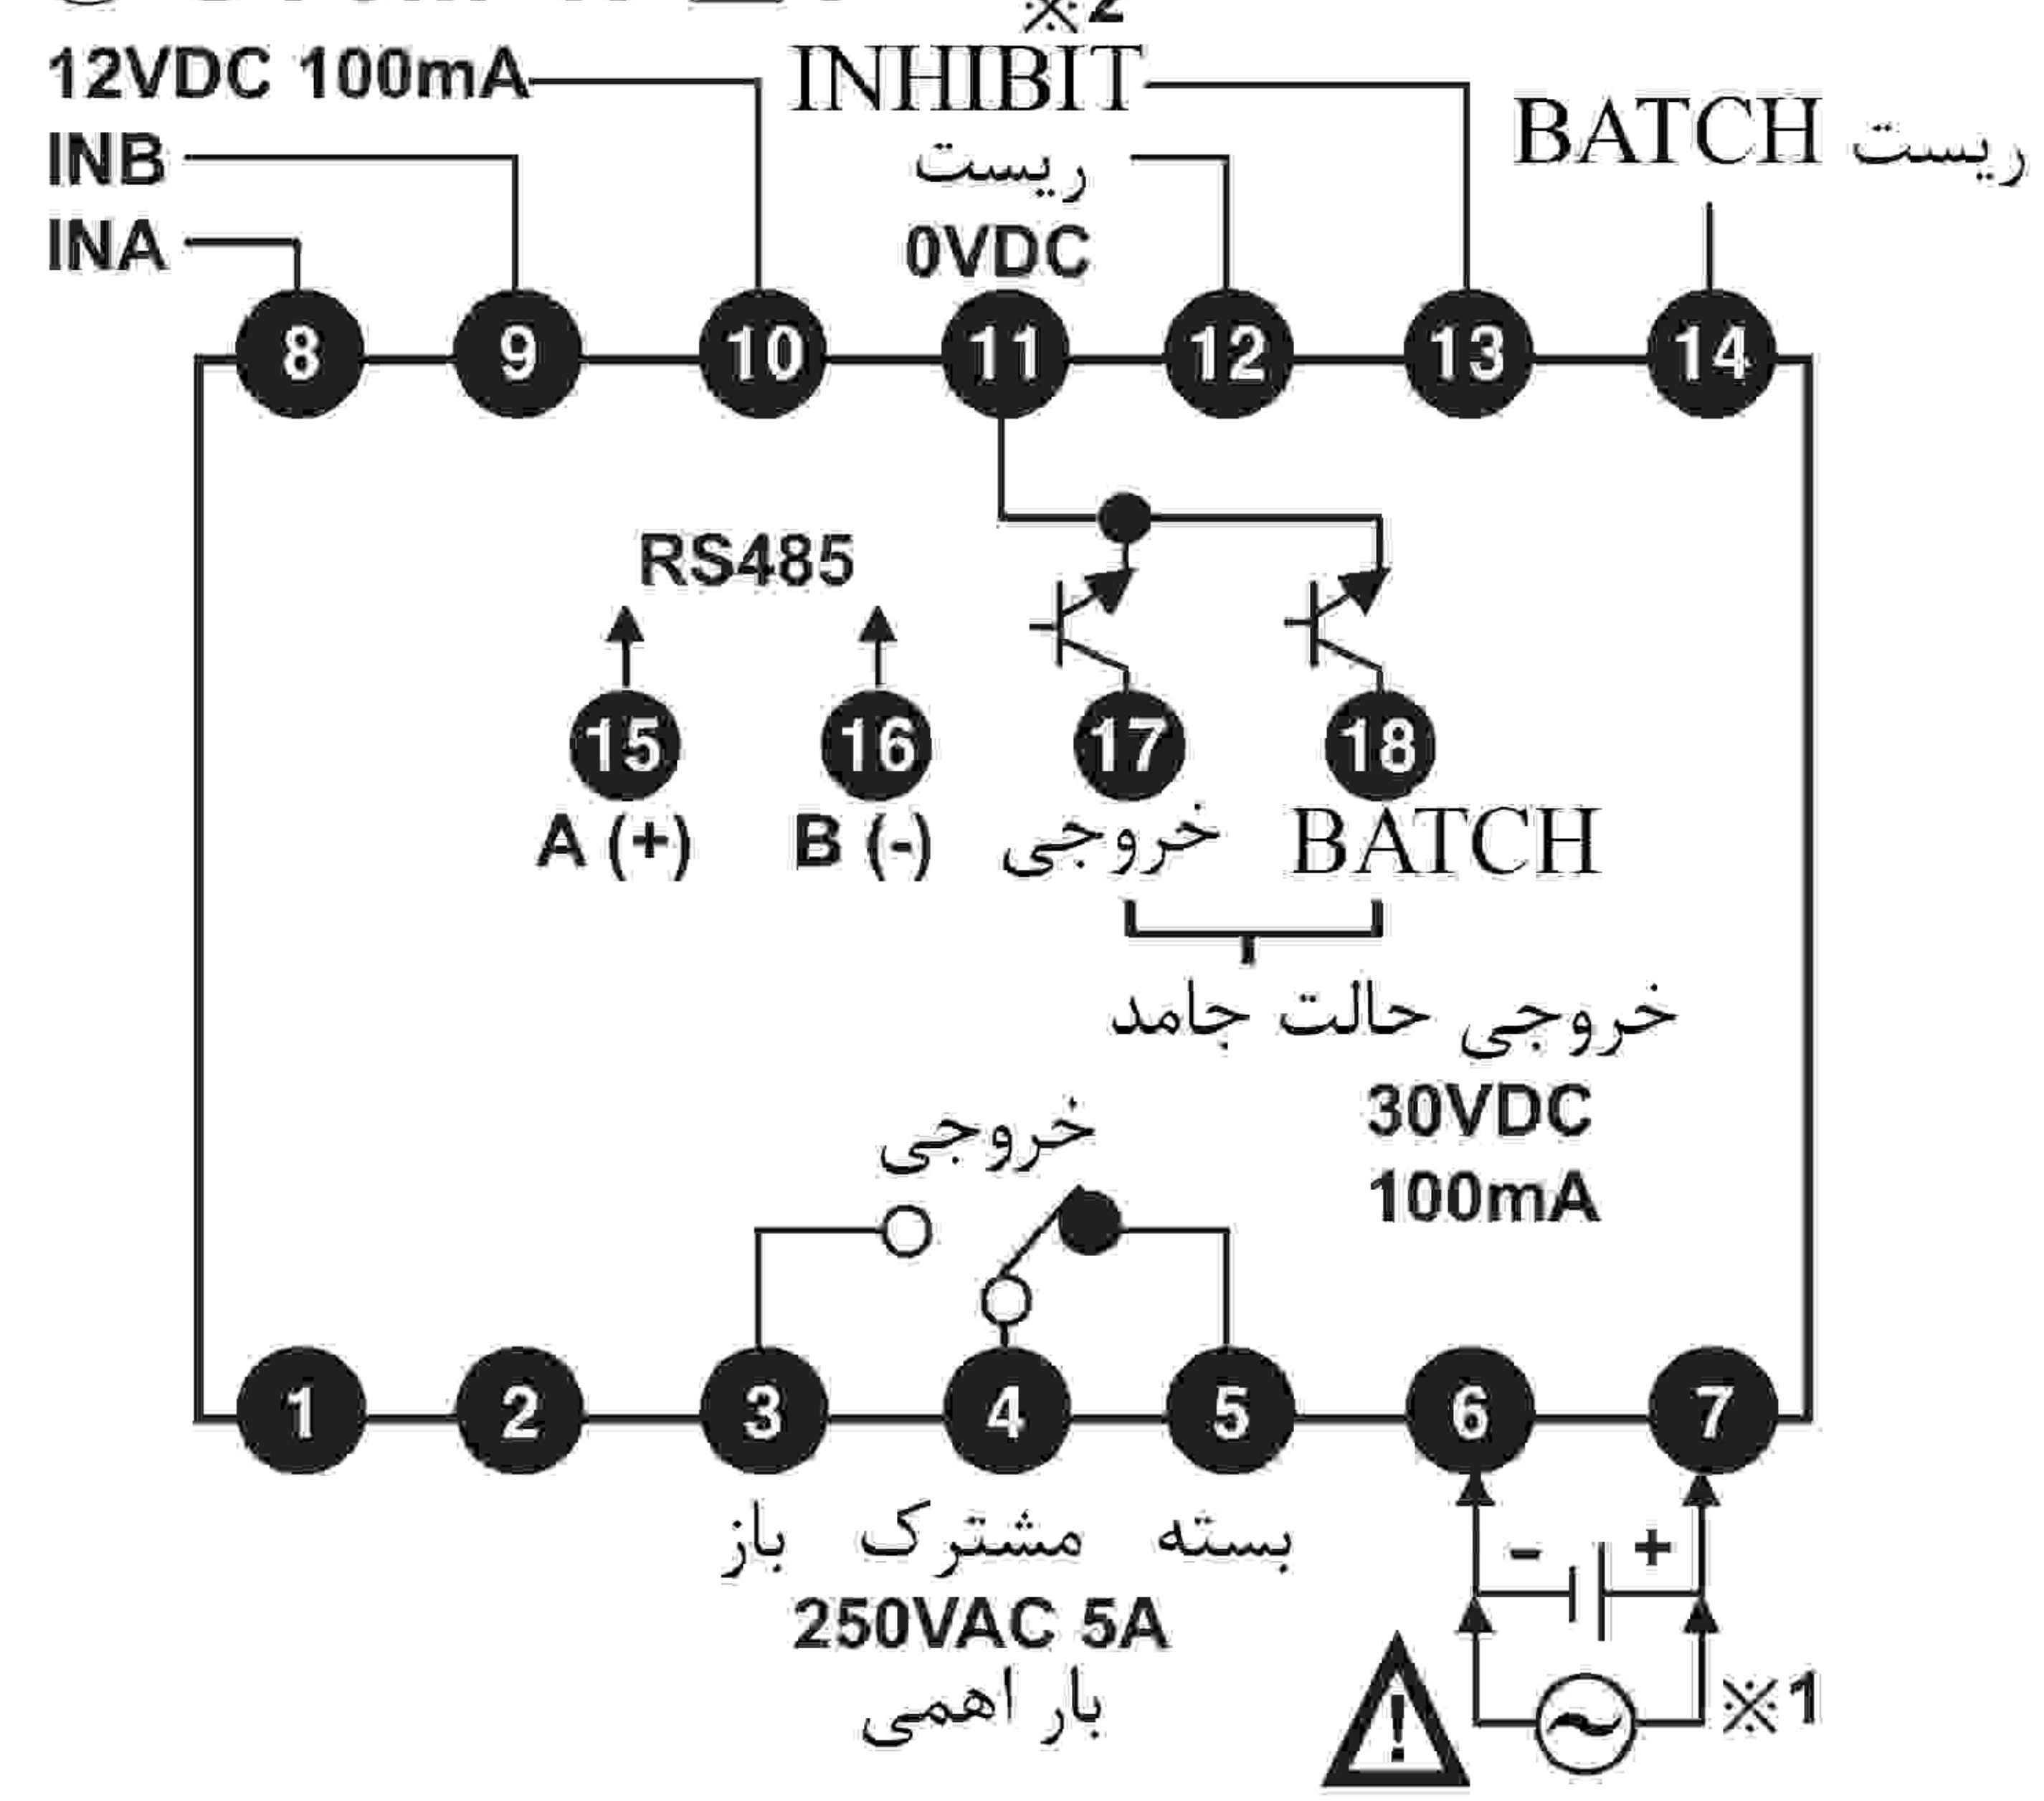 ※2
12VDC 100mA
INHIBIT
BATCH ریست
INB
ریست
INA
0VDC
8 9 10 11 12 13 14
RS485
15 16 17 18
A (+) B (-) خروجی BATCH
خروجی حالت جامد
30VDC
100mA
خروجی
1 2 3 4 5 6 7
باز مشترک بسته
- +
250VAC 5A
بار اهمی
※1
!